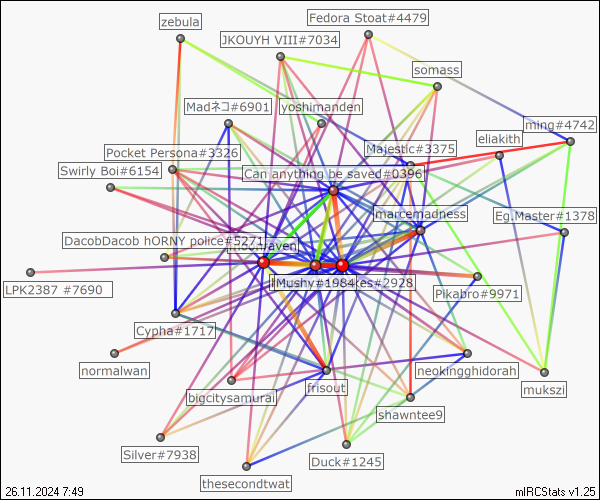 Fedora Stoat#4479
zebula
JKOUYH VIII#7034
somass
Madネコ#6901
yoshimanden
ming#4742
eliakith
Majestic#3375
Pocket Persona#3326
Swirly Boi#6154
Can anything be saved#0396
marcemadness
Eg.Master#1378
DacobDacob hORNY police#5271
moonraven
Mushy#1984
kes#2928
LPK2387 #7690
Pikabro#9971
Cypha#1717
normalwan
neokingghidorah
frisout
bigcitysamurai
mukszi
shawntee9
Silver#7938
Duck#1245
thesecondtwat
26.11.2024 7:49
mIRCStats v1.25